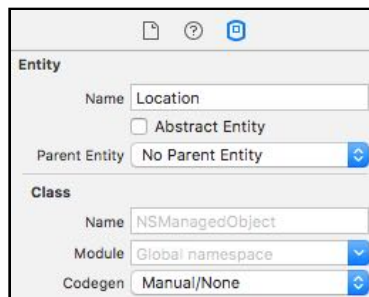 Entity
Name Location
Abstract Entity
Parent Entity No Parent Entity
Class
Name NSManagedObject
Module Global namespace
Codegen Manual/None